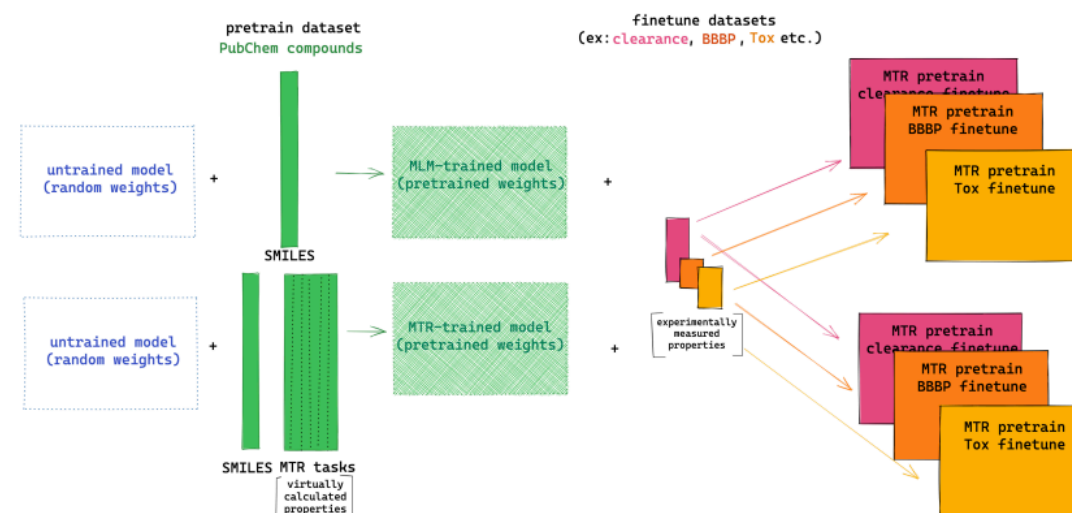 pretrain dataset
PubChem compounds
finetune datasets
(ex: clearance, BBBP, Tox etc.)
untrained model
(random weights)
+
SMILES
MLM-trained model
(pretrained weights)
+
MTR pretrain
clearance finetune
MTR pretrain
BBBP finetune
MTR pretrain
Tox finetune
untrained model
(random weights)
+
SMILES MTR tasks
virtually
calculated
properties
MTR-trained model
(pretrained weights)
+
experimentally
measured
properties
MTR pretrain
clearance finetune
MTR pretrain
BBBP finetune
MTR pretrain
Tox finetune